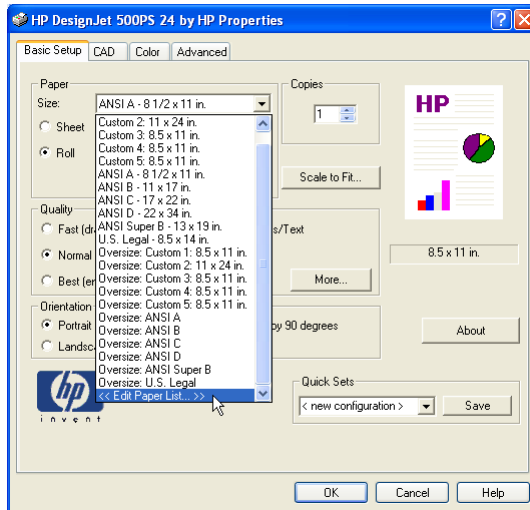 HP DesignJet 500PS 24 by HP Properties
Basic Setup CAD Color Advanced
Paper
Size: ANSI A - 8 1/2 x 11 in.
Custom 2: 11 x 24 in.
Custom 3: 8.5 x 11 in.
Custom 4: 8.5 x 11 in.
Custom 5: 8.5 x 11 in.
ANSI A - 8 1/2 x 11 in.
ANSI B - 11 x 17 in.
ANSI C - 17 x 22 in.
ANSI D - 22 x 34 in.
ANSI Super B - 13 x 19 in.
U.S. Legal - 8.5 x 14 in.
Oversize: Custom 1: 8.5 x 11 in.
Oversize: Custom 2: 11 x 24 in.
Oversize: Custom 3: 8.5 x 11 in.
Oversize: Custom 4: 8.5 x 11 in.
Oversize: Custom 5: 8.5 x 11 in.
Oversize: ANSI A
Oversize: ANSI B
Oversize: ANSI C
Oversize: ANSI D
Oversize: ANSI Super B
Oversize: U.S. Legal
<< Edit Paper List... >>
Sheet
Roll
Quality
Fast (dr
s/Text
Normal
Best (en
More...
Orientation
Portrait
by 90 degrees
Landsc
Copies
1
Scale to Fit...
HP
8.5 x 11 in.
About
hp
invent
Quick Sets
< new configuration > Save
OK Cancel Help